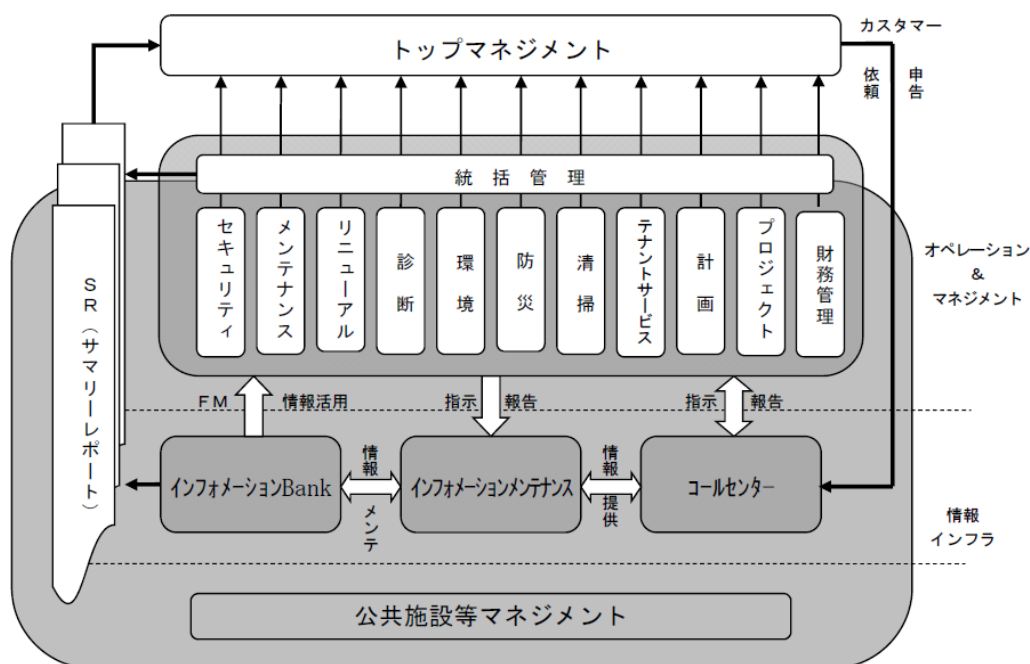 カスタマー
トップマネジメント
依頼
申告
統括管理
セキュリティ
メンテナンス
リニューアル
診断
環境
防災
清掃
テナントサービス
計画
プロジェクト
財務管理
オペレーション
&
マネジメント
SR(サマリーレポート)
FM
情報活用
指示
報告
指示
報告
インフォメーションBank
情報
メンテ
インフォメーションメンテナンス
情報
提供
コールセンター
情報
インフラ
公共施設等マネジメント